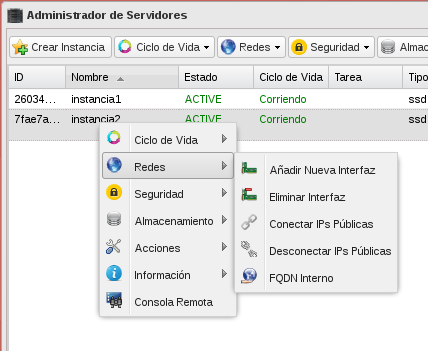 Administrador de Servidores
Crear Instancia Ciclo de Vida Redes Seguridad Almac
ID Nombre Estado Ciclo de Vida Tarea Tipo
26034... instancia1 ACTIVE Corriendo ssd
7fae7a... instancia2 ACTIVE Corriendo ssd
Ciclo de Vida
Redes
Seguridad
Almacenamiento
Acciones
Información
Consola Remota
Añadir Nueva Interfaz
Eliminar Interfaz
Conectar IPs Públicas
Desconectar IPs Públicas
FQDN Interno